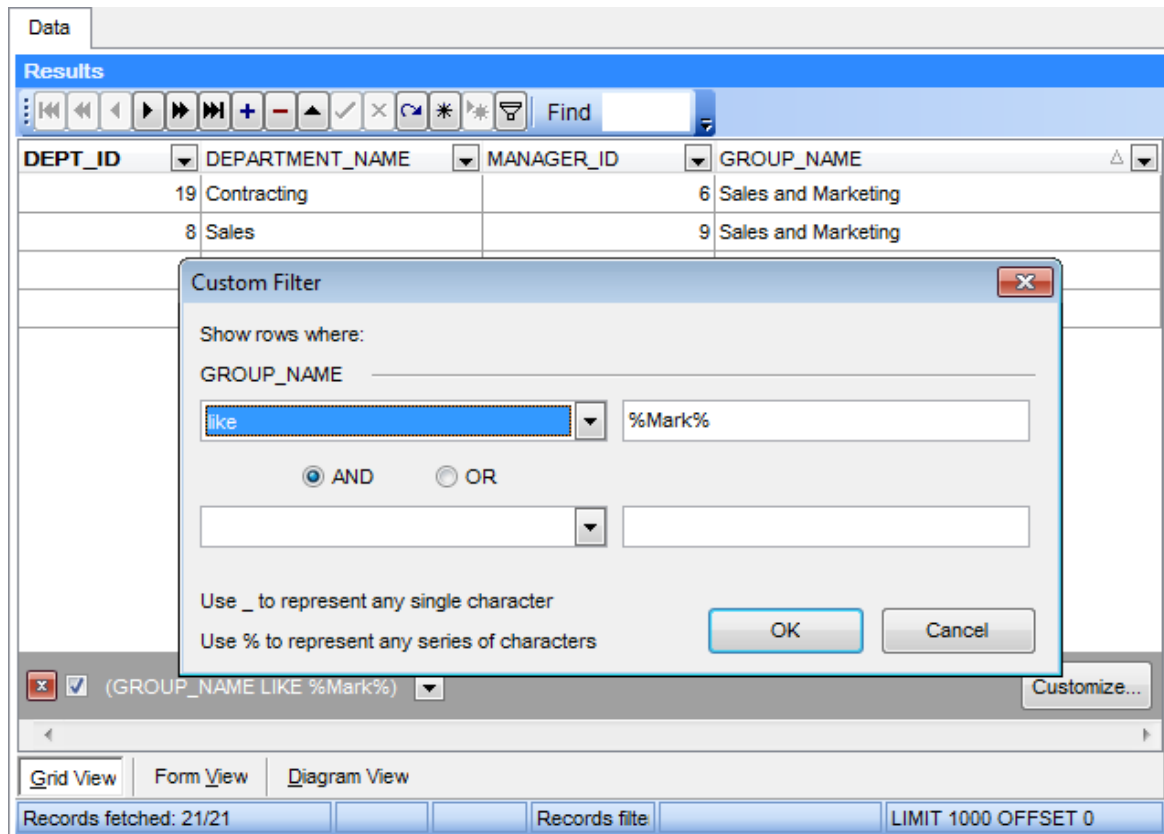 Data
Results
Find
DEPT_ID DEPARTMENT_NAME MANAGER_ID GROUP_NAME
19 Contracting 6 Sales and Marketing
8 Sales 9 Sales and Marketing
Custom Filter
Show rows where:
GROUP_NAME
like %Mark%
AND OR
Use _ to represent any single character
Use % to represent any series of characters
OK Cancel
(GROUP_NAME LIKE %Mark%) Customize...
Grid View Form View Diagram View
Records fetched: 21/21 Records filte LIMIT 1000 OFFSET 0